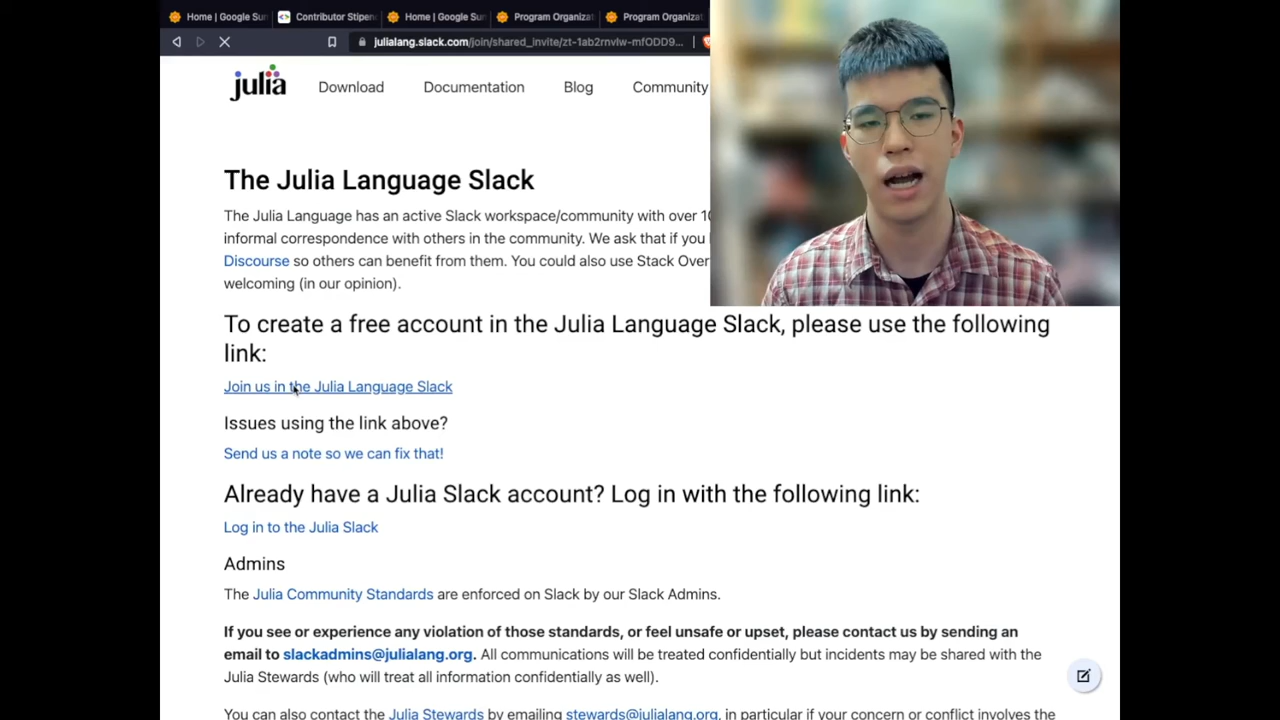 Home | Google Sur
Contributor Stipen
Home | Google Sur
Program Organizat
Program Organizat
julialang.slack.com/join/shared_invite/zt-1ab2rnvlw-mfODD9...
julia
Download
Documentation
Blog
Community
The Julia Language Slack
The Julia Language has an active Slack workspace/community with over 10
informal correspondence with others in the community. We ask that if you
Discourse so others can benefit from them. You could also use Stack Over
welcoming (in our opinion).
To create a free account in the Julia Language Slack, please use the following
link:
Join us in the Julia Language Slack
Issues using the link above?
Send us a note so we can fix that!
Already have a Julia Slack account? Log in with the following link:
Log in to the Julia Slack
Admins
The Julia Community Standards are enforced on Slack by our Slack Admins.
If you see or experience any violation of those standards, or feel unsafe or upset, please contact us by sending an
email to slackadmins@julialang.org. All communications will be treated confidentially but incidents may be shared with the
Julia Stewards (who will treat all information confidentially as well).
You can also contact the Julia Stewards by emailing stewards@julialang.org, in particular if your concern or conflict involves the